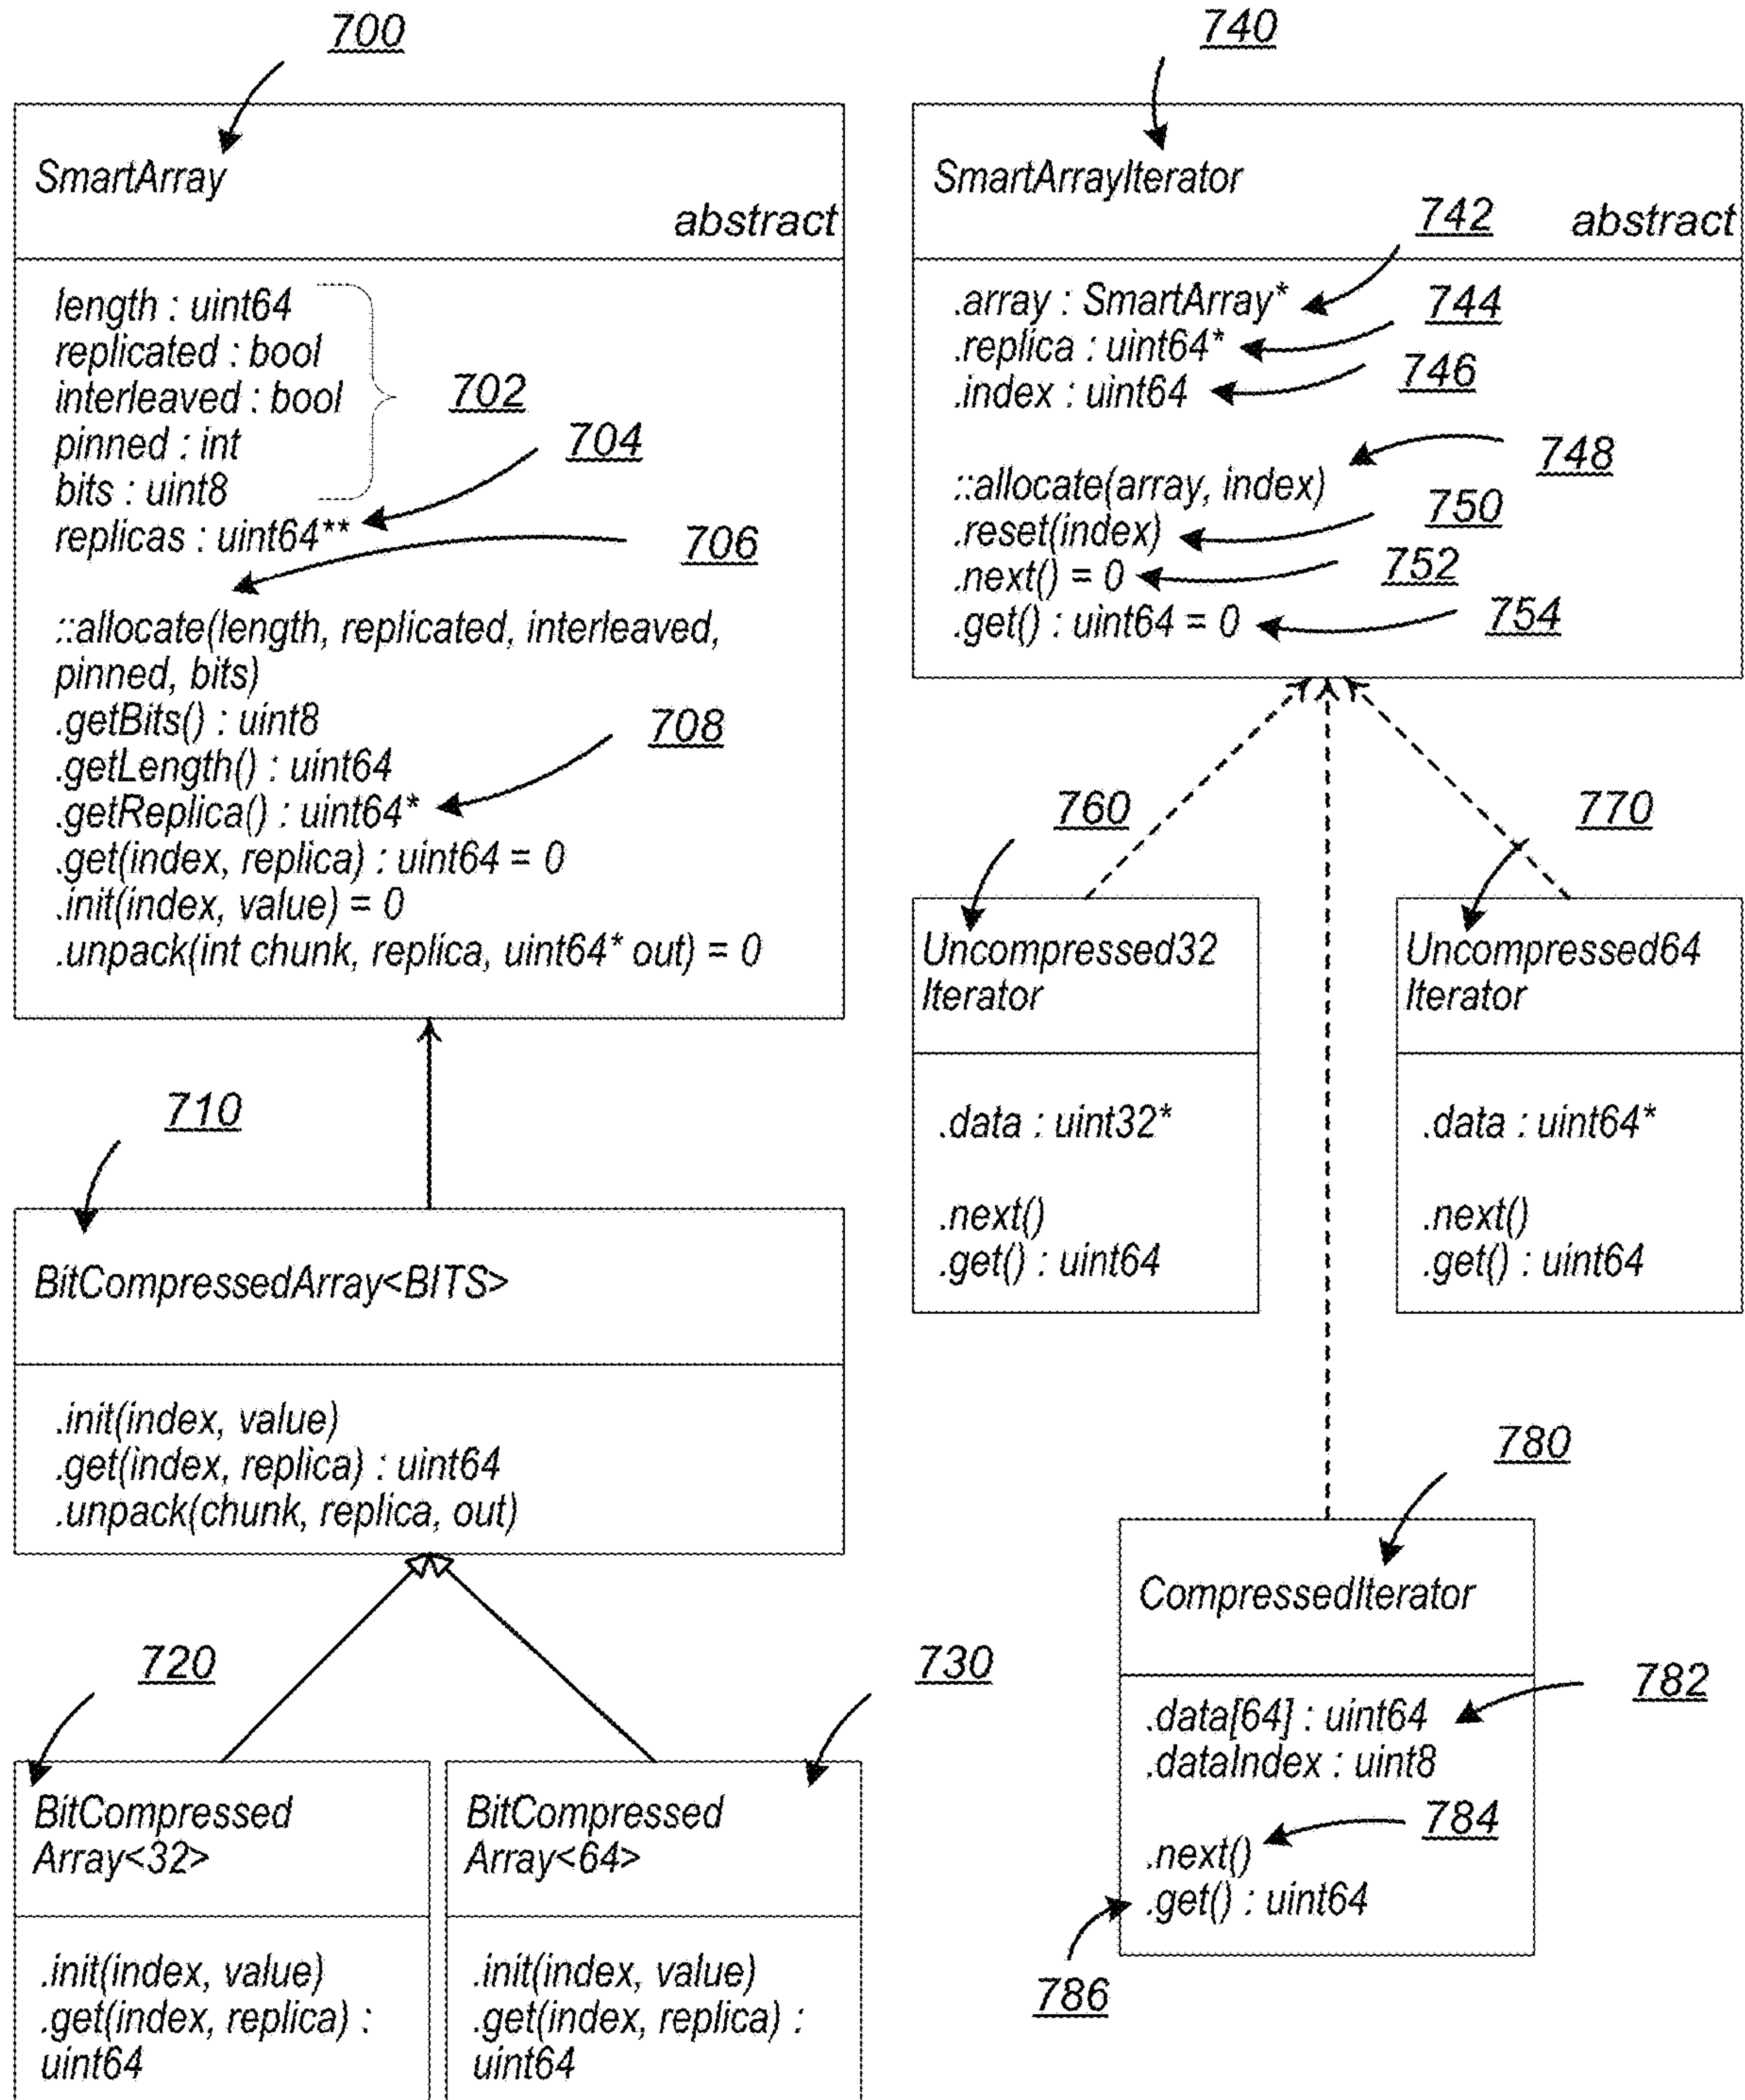 700
SmartArray
abstract
length : uint64
replicated : bool
interleaved : bool
pinned : int
bits : uint8
702
704
replicas : uint64**
706
::allocate(length, replicated, interleaved,
pinned, bits)
.getBits() : uint8
708
.getLength() : uint64
.getReplica() : uint64*
.get(index, replica) : uint64 = 0
.init(index, value) = 0
.unpack(int chunk, replica, uint64* out) = 0
710
BitCompressedArray<BITS>
.init(index, value)
.get(index, replica) : uint64
.unpack(chunk, replica, out)
720
BitCompressed
Array<32>
.init(index, value)
.get(index, replica) :
uint64
730
BitCompressed
Array<64>
.init(index, value)
.get(index, replica) :
uint64
740
SmartArrayIterator
742
abstract
.array : SmartArray*
744
.replica : uint64*
746
.index : uint64
748
::allocate(array, index)
750
.reset(index)
752
.next() = 0
754
.get() : uint64 = 0
760
Uncompressed32
Iterator
.data : uint32*
.next()
.get() : uint64
770
Uncompressed64
Iterator
.data : uint64*
.next()
.get() : uint64
780
CompressedIterator
782
.data[64] : uint64
.dataIndex : uint8
784
.next()
.get() : uint64
786